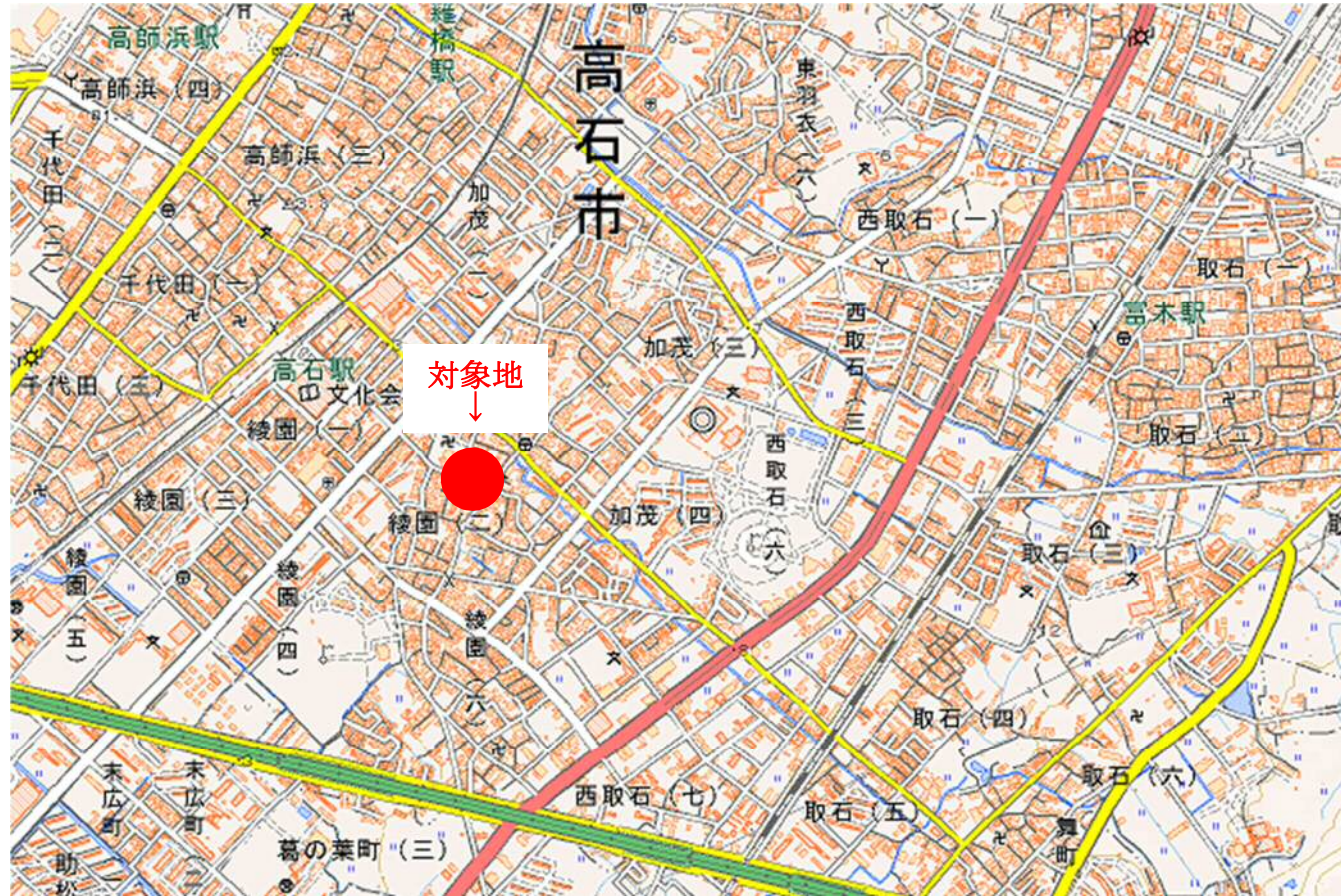 高師浜駅
高師浜（四）
千代田（二）
高師浜（三）
橋駅
高石市
東羽衣（六）
加茂（一）
西取石（一）
取石（一）
千代田（一）
西取石（三）
富木駅
加茂（三）
高石駅
対象地
↓
千代田（三）
文化会
綾園（一）
取石（二）
西取石（六）
綾園（三）
綾園（二）
加茂（四）
取石（三）
綾園（五）
綾園（四）
綾園（六）
12
取石（四）
取石（六）
末広町
末広町
西取石（七）
取石（五）
舞町
葛の葉町（三）
助松
二